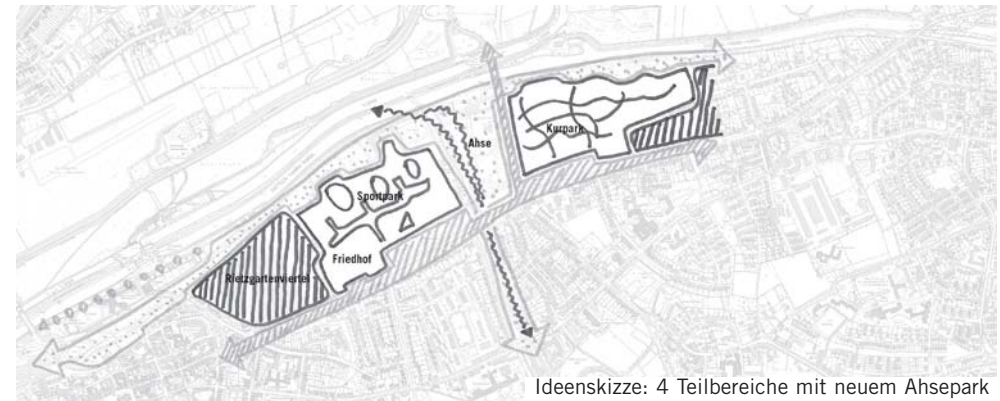 Kurpark
Ahse
Sportpark
Friedhof
Rietzgartenviertel
Ideenskizze: 4 Teilbereiche mit neuem Ahsepark